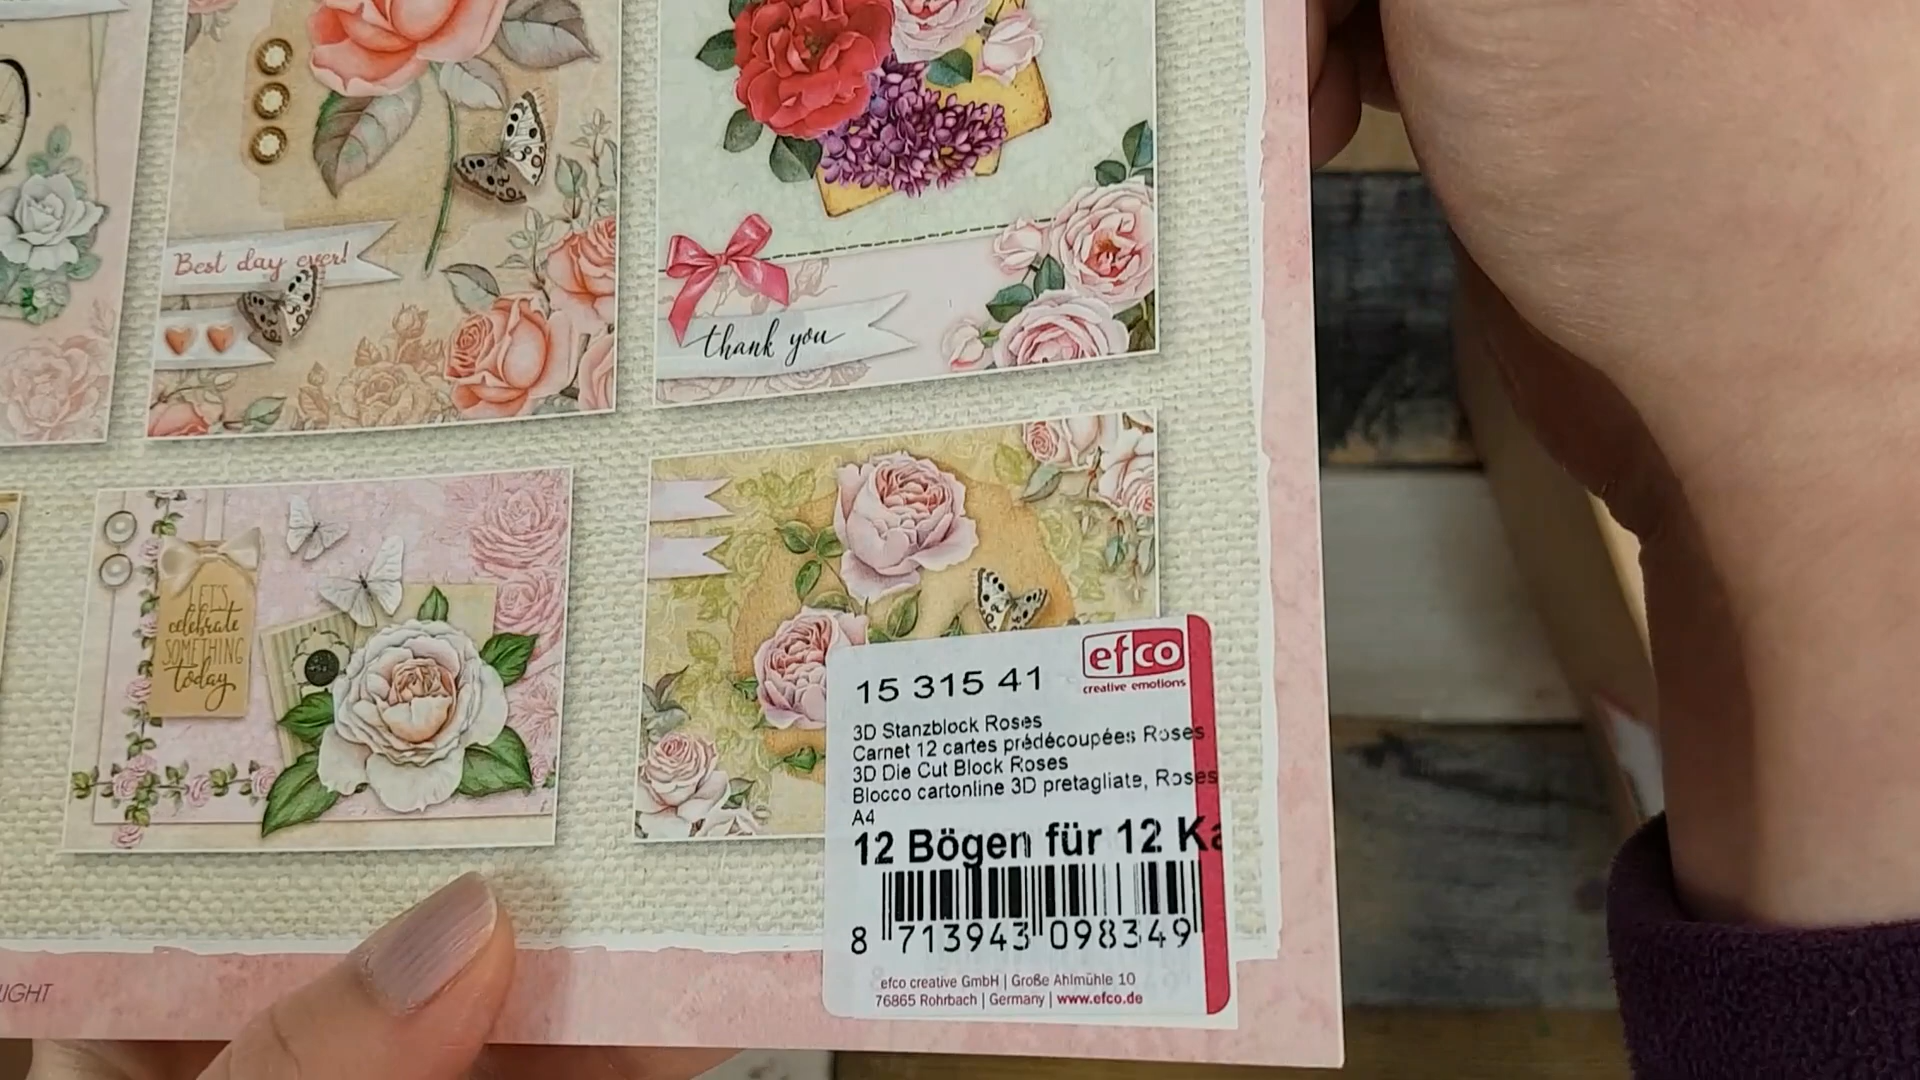 Best day ever!
thank you
LET'S
celebrate
SOMETHING
today
efco
creative emotions
15 315 41
3D Stanzblock Roses
Carnet 12 cartes prédécoupées Roses
3D Die Cut Block Roses
Blocco cartonline 3D pretagliate, Roses
A4
12 Bögen für 12 Ka
8 713943 098349
efco creative GmbH | Große Ahlmühle 10
76865 Rohrbach | Germany | www.efco.de